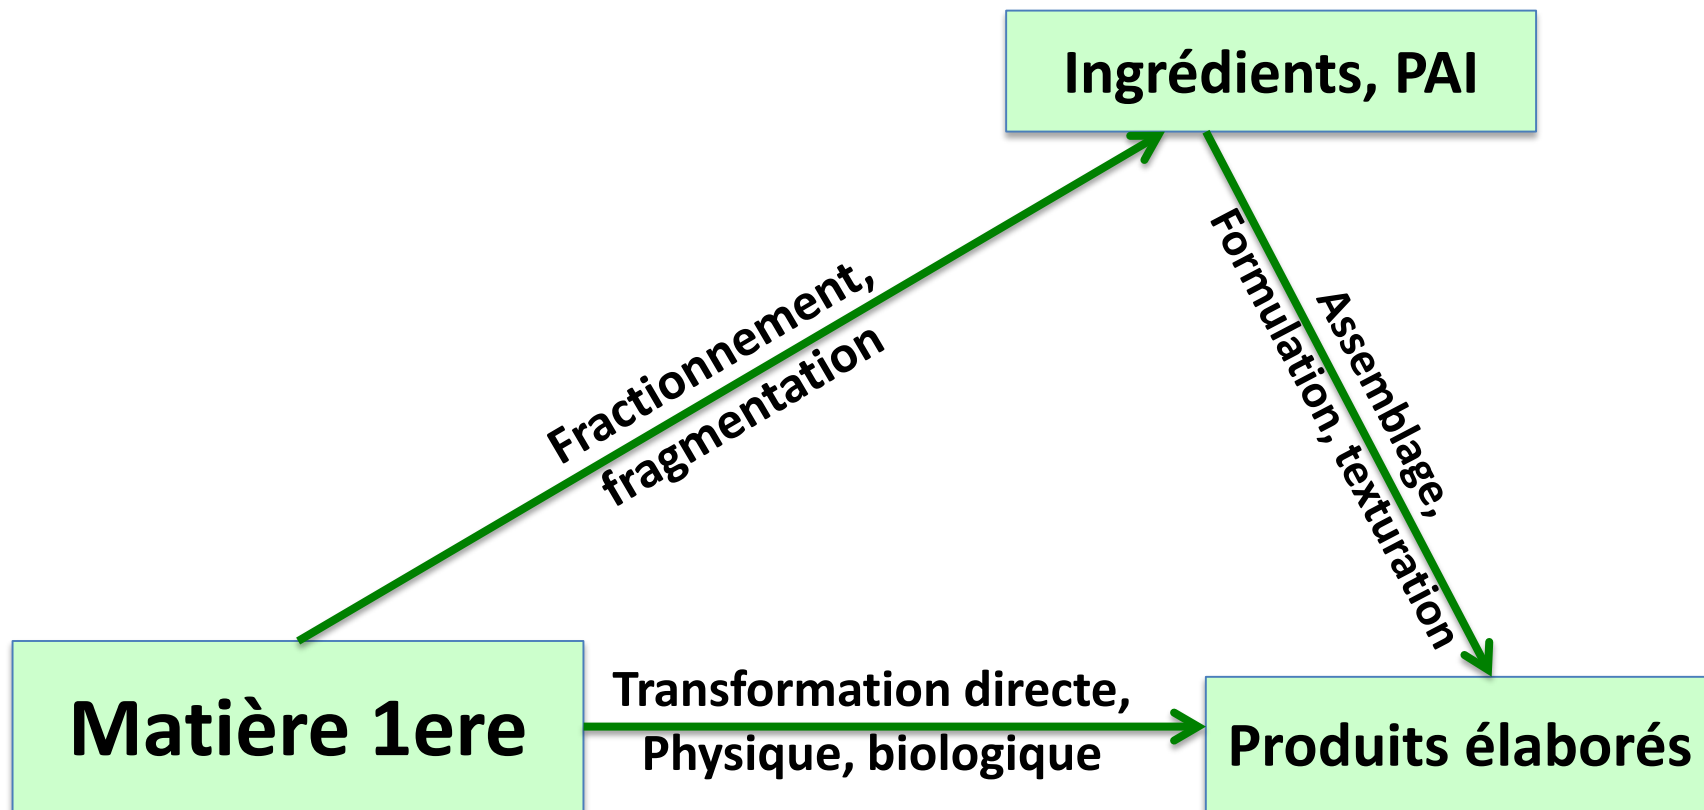 Ingrédients, PAI
Fractionnement,
fragmentation
Assemblage,
Formulation, texturation
Matière 1ere
Transformation directe,
Physique, biologique
Produits élaborés